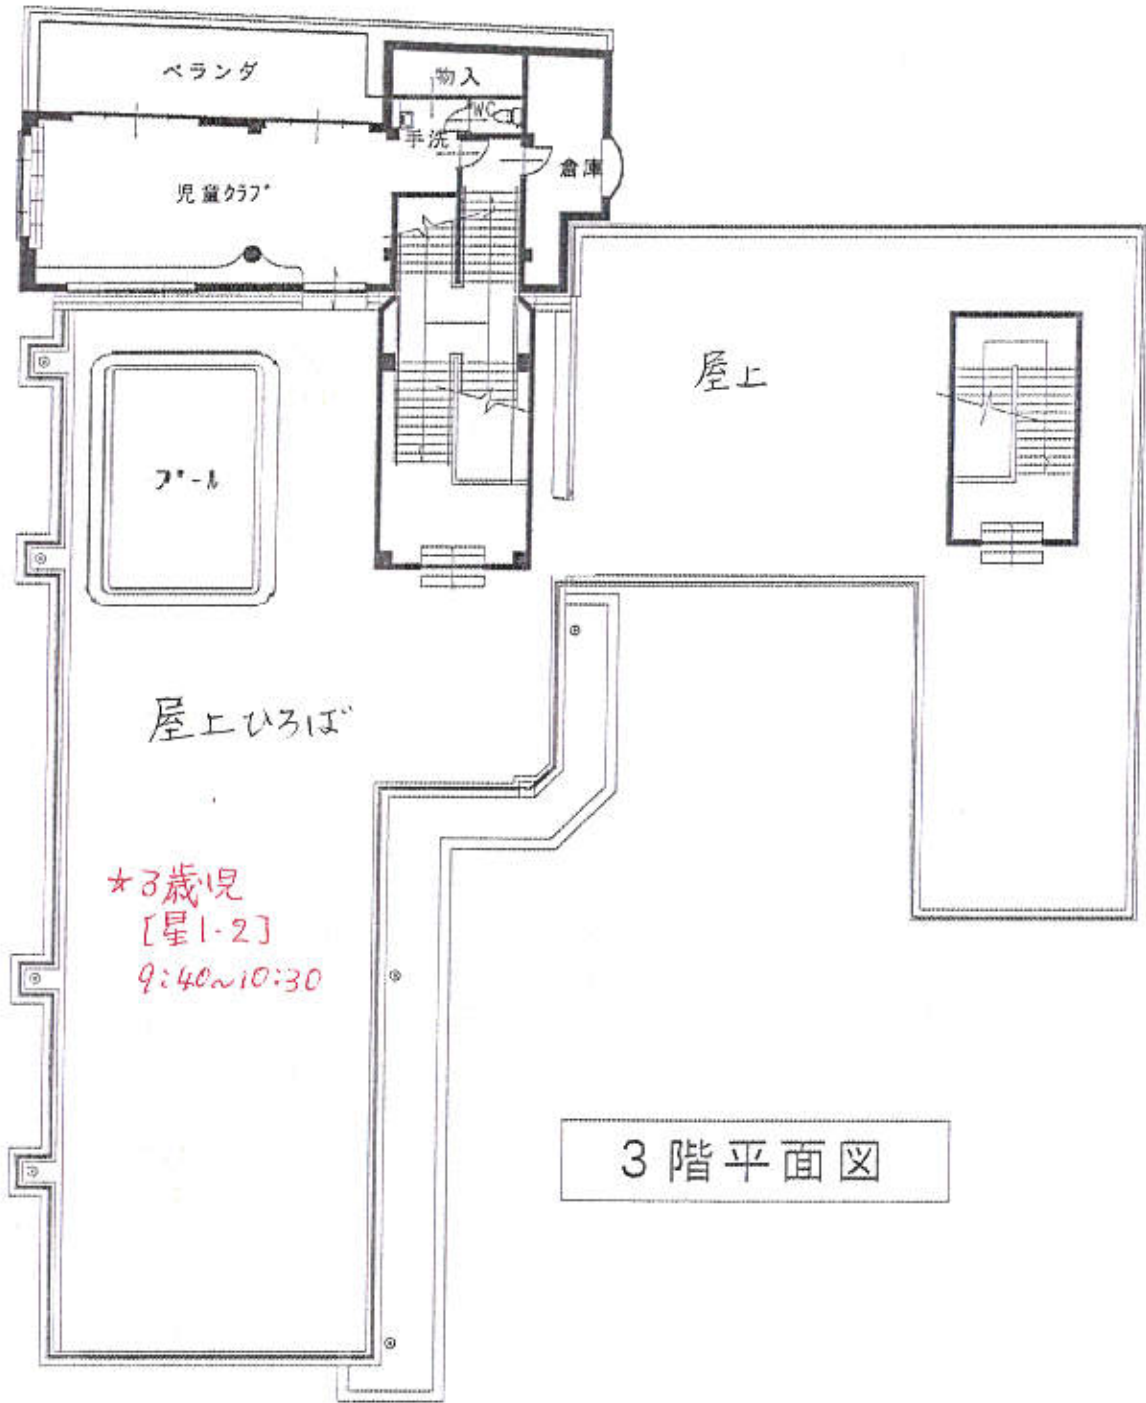 ベランダ
物入
WC
手洗
児童クラブ
倉庫
屋上
プール
屋上ひろば
*3歳児
[星1-2]
9:40~10:30
3階平面図